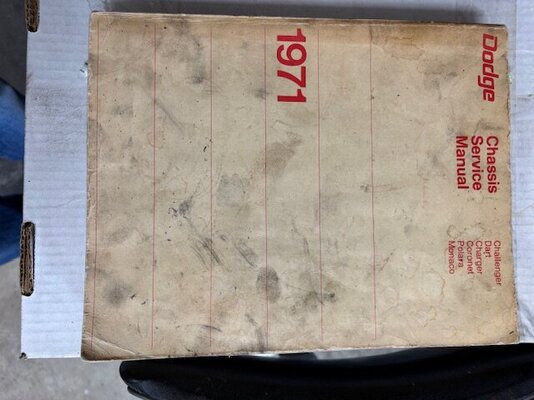 Dodge
Chassis
Service
Manual
Challenger
Dart
Charger
Coronet
Polara
Monaco
1971